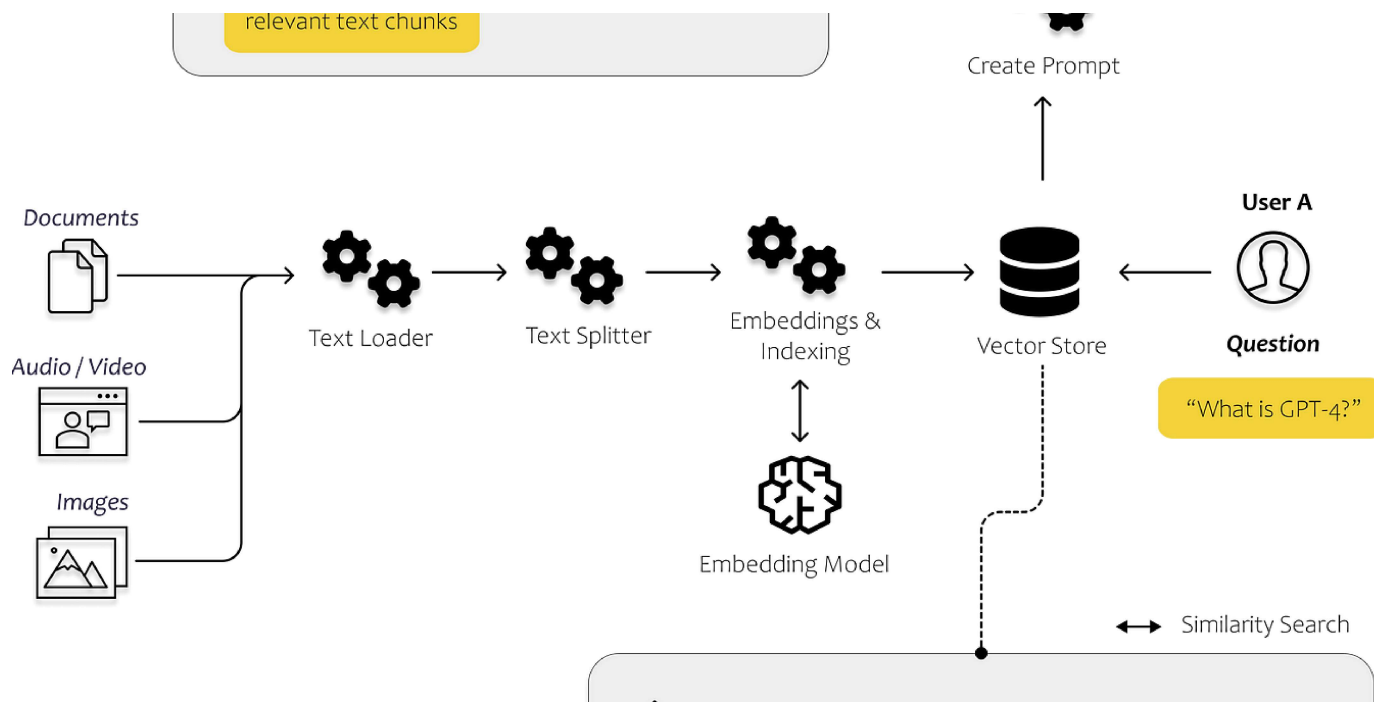 relevant text chunks
Create Prompt
Documents
Audio / Video
Images
Text Loader
Text Splitter
Embeddings &
Indexing
Embedding Model
Vector Store
User A
Question
“What is GPT-4?”
Similarity Search